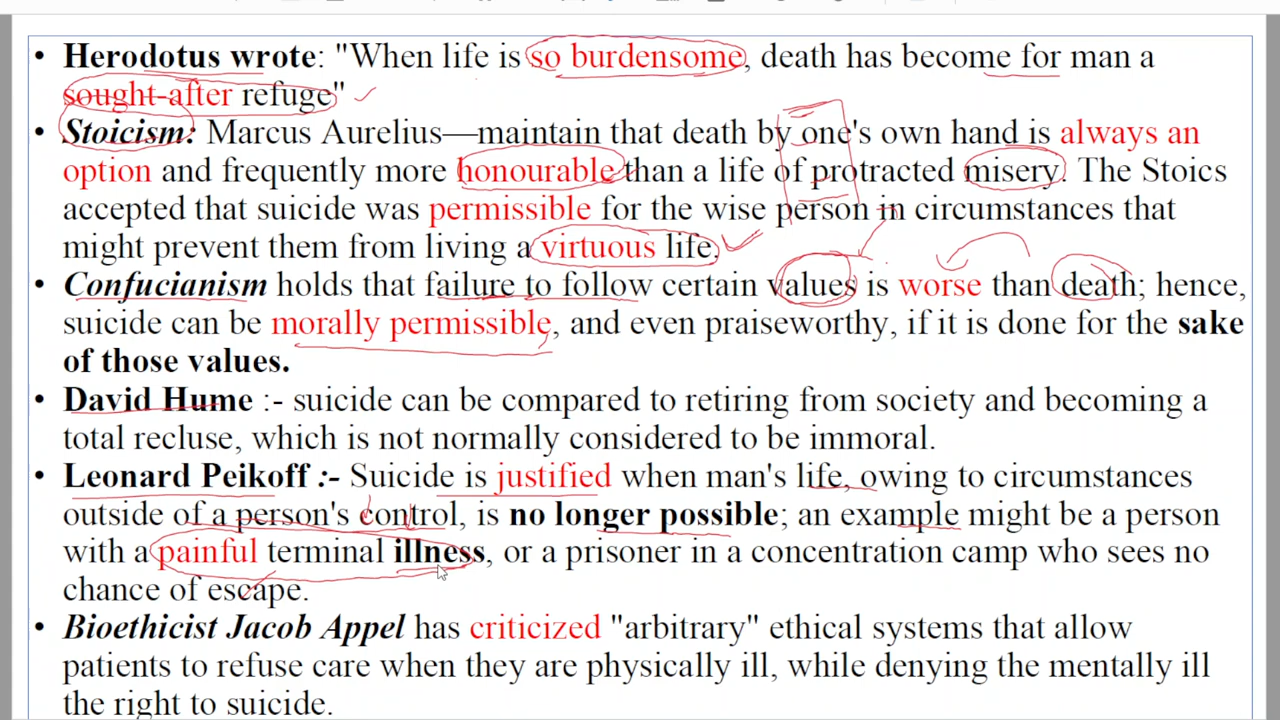 • Herodotus wrote: "When life is so burdensome, death has become for man a
sought-after refuge"
• Stoicism: Marcus Aurelius—maintain that death by one's own hand is always an
option and frequently more honourable than a life of protracted misery. The Stoics
accepted that suicide was permissible for the wise person in circumstances that
might prevent them from living a virtuous life.
• Confucianism holds that failure to follow certain values is worse than death; hence,
suicide can be morally permissible, and even praiseworthy, if it is done for the sake
of those values.
• David Hume :- suicide can be compared to retiring from society and becoming a
total recluse, which is not normally considered to be immoral.
• Leonard Peikoff :- Suicide is justified when man's life, owing to circumstances
outside of a person's control, is no longer possible; an example might be a person
with a painful terminal illness, or a prisoner in a concentration camp who sees no
chance of escape.
• Bioethicist Jacob Appel has criticized "arbitrary" ethical systems that allow
patients to refuse care when they are physically ill, while denying the mentally ill
the right to suicide.